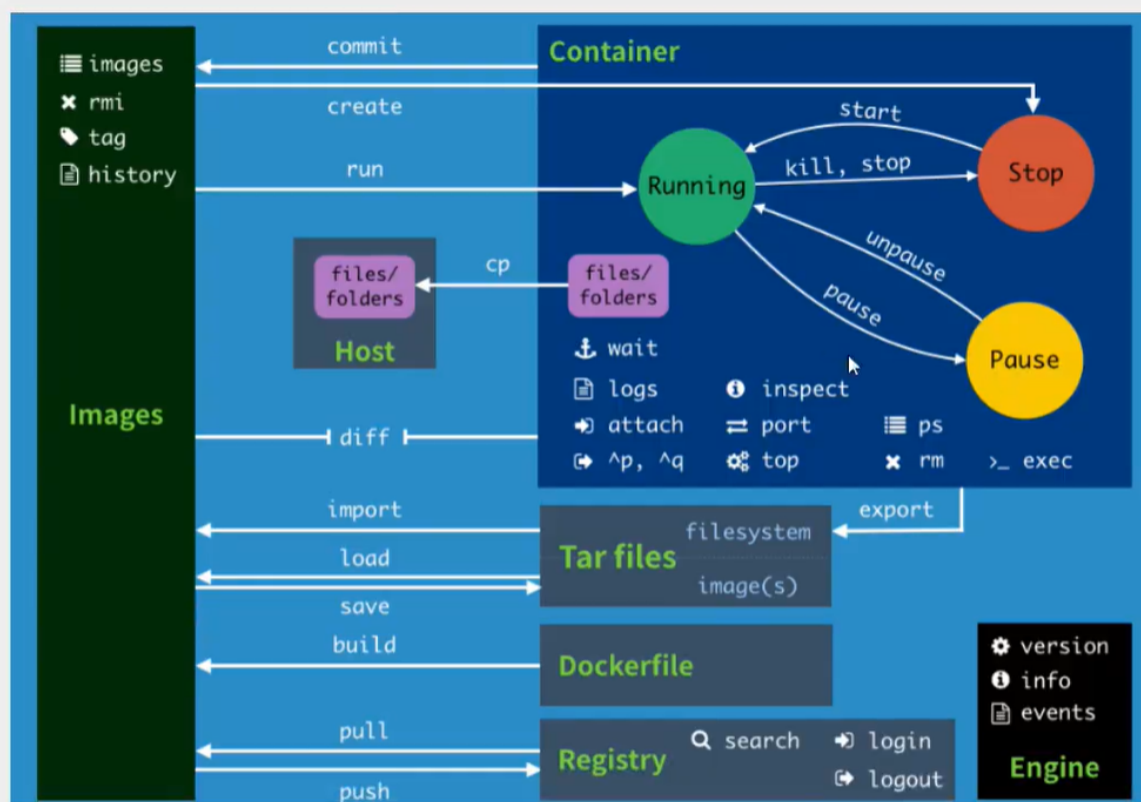 images
rmi
tag
history
Images
commit
create
run
Container
start
kill, stop
Running
Stop
unpause
pause
Pause
files/
folders
Host
cp
files/
folders
wait
logs
inspect
attach
port
ps
^p, ^q
top
rm
>_ exec
diff
import
load
save
export
filesystem
Tar files
image(s)
build
Dockerfile
pull
push
Registry
search
login
logout
version
info
events
Engine